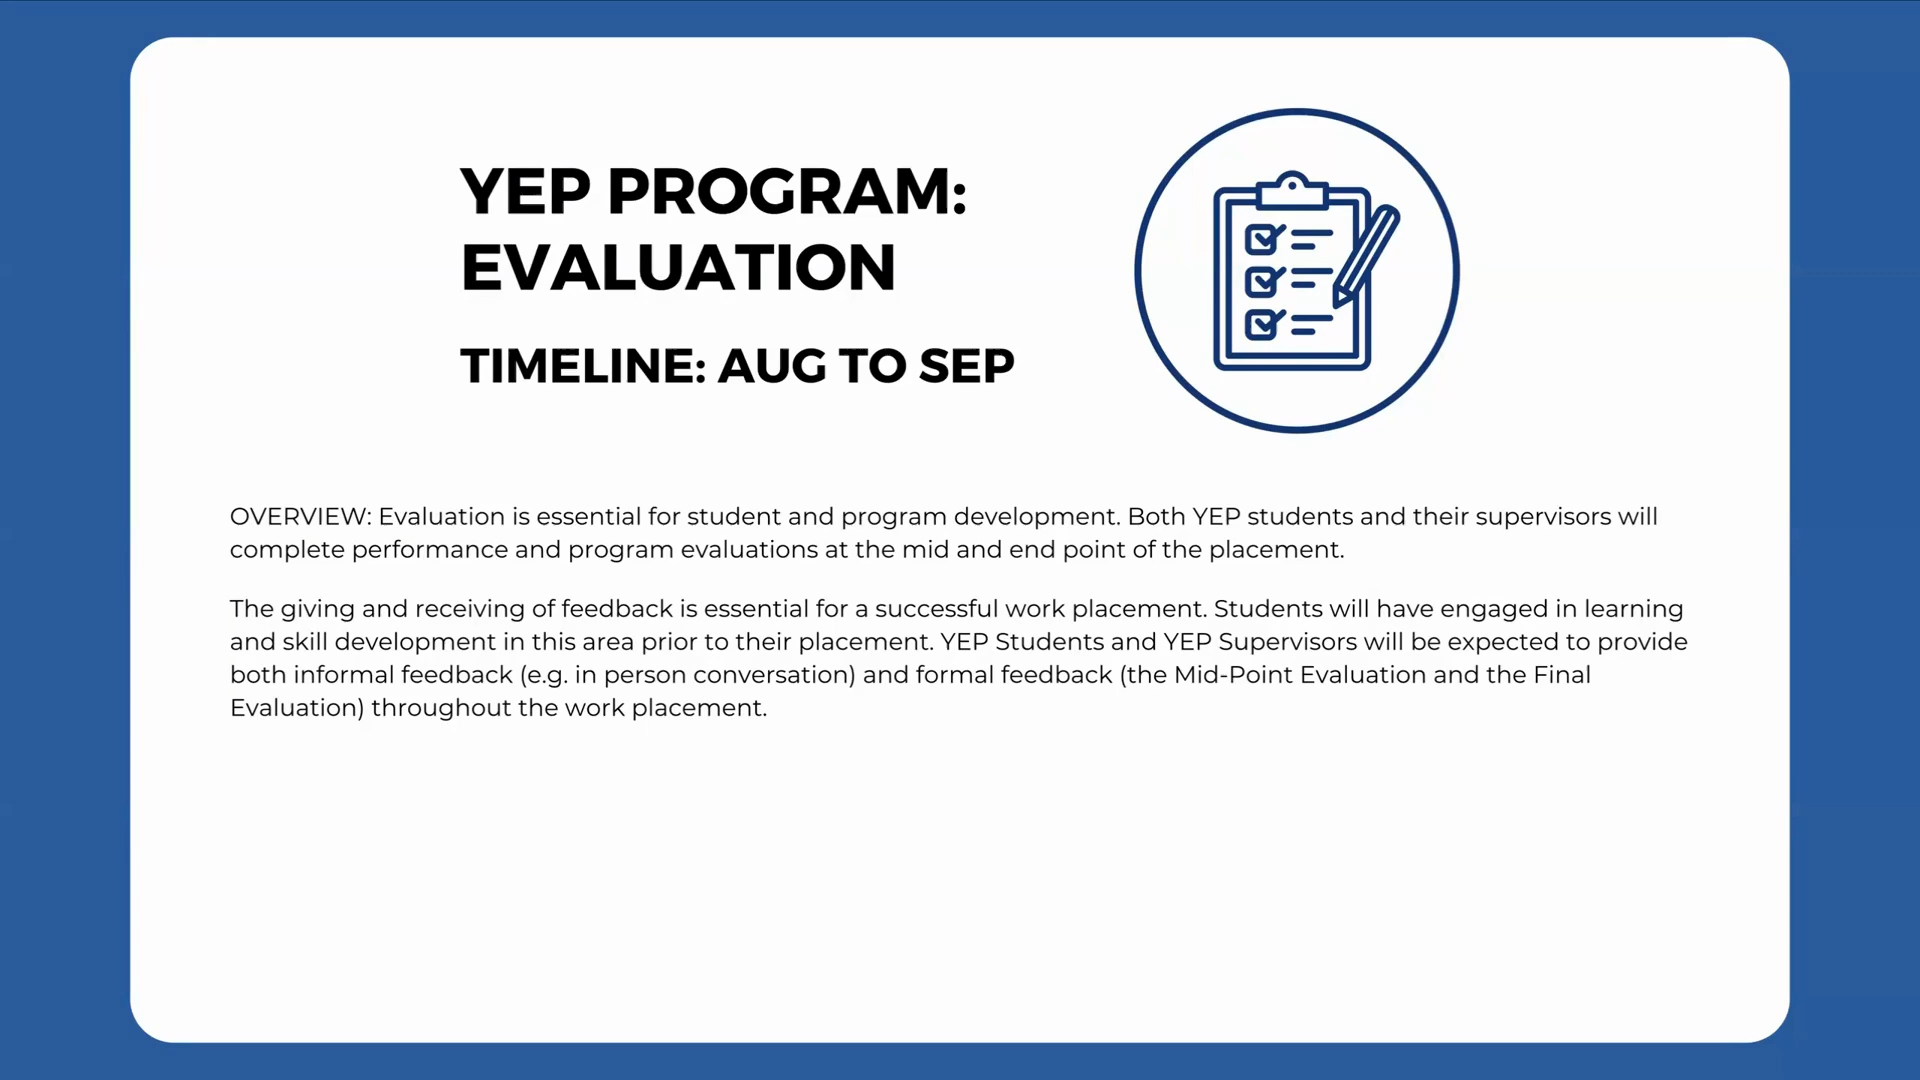 YEP PROGRAM:
EVALUATION
TIMELINE: AUG TO SEP
OVERVIEW: Evaluation is essential for student and program development. Both YEP students and their supervisors will
complete performance and program evaluations at the mid and end point of the placement.
The giving and receiving of feedback is essential for a successful work placement. Students will have engaged in learning
and skill development in this area prior to their placement. YEP Students and YEP Supervisors will be expected to provide
both informal feedback (e.g. in person conversation) and formal feedback (the Mid-Point Evaluation and the Final
Evaluation) throughout the work placement.